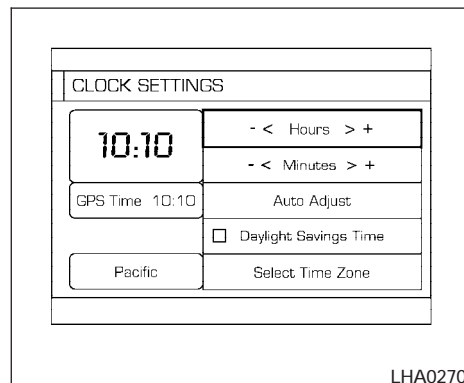 CLOCK SETTINGS
10:10
- < Hours > +
- < Minutes > +
GPS Time 10:10
Auto Adjust
Daylight Savings Time
Pacific
Select Time Zone
LHA0270